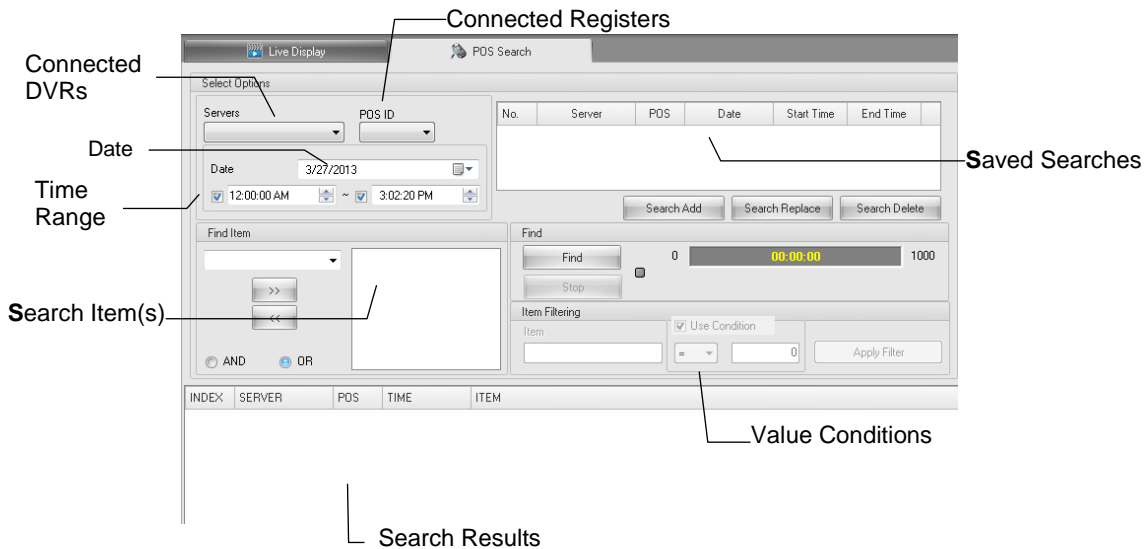 Connected Registers
Live Display
POS Search
Connected
DVRs
Select Options
Servers
POS ID
No.
Server
POS
Date
Start Time
End Time
Date
Date
3/27/2013
Saved Searches
Time
Range
12:00:00 AM
~
3:02:20 PM
Search Add
Search Replace
Search Delete
Find Item
Find
Find
0
00:00:00
1000
>>
Stop
Search Item(s)
<<
Item Filtering
Item
Use Condition
=
0
Apply Filter
AND
OR
INDEX
SERVER
POS
TIME
ITEM
Value Conditions
Search Results